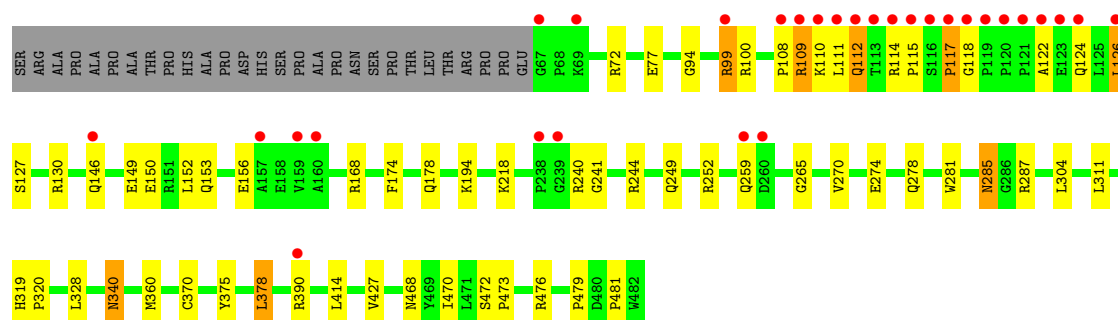 SER ARG ALA PRO ALA PRO ALA ALA THR PRO HIS ALA PRO ASP HIS SER PRO ALA PRO ASN SER PRO THR LEU THR ARG PRO PRO GLU G67 P68 K69 R72 E77 G94 R99 R100 P108 R109 K110 L111 Q112 T113 R114 P115 S116 P117 G118 P119 P120 P121 A122 E123 Q124 L125 L126
S127 R130 Q146 E149 E150 R151 L152 Q153 E156 A157 E158 V159 A160 R168 F174 Q178 K194 K218 P238 G239 R240 G241 R244 Q249 R252 Q259 D260 G265 V270 E274 Q278 W281 N285 G286 R287 L304 L311
H319 P320 L328 N340 M360 C370 Y375 L378 R390 L414 V427 N468 Y469 I470 L471 S472 P473 R476 P479 D480 P481 W482